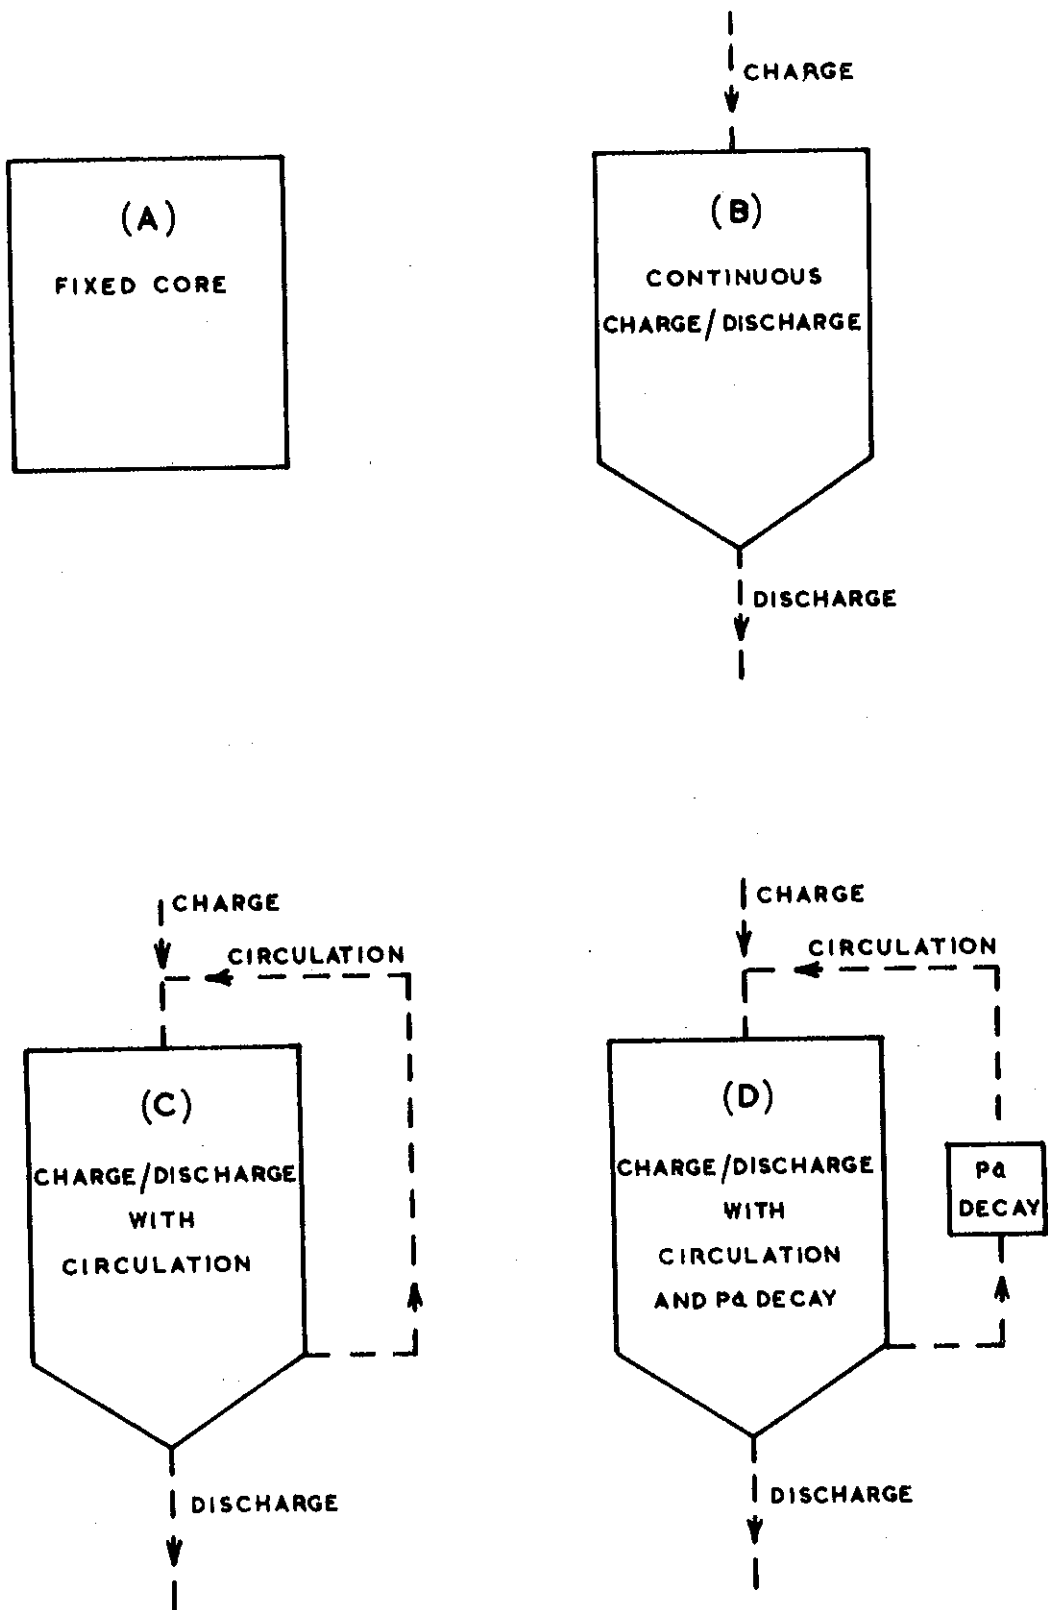 (A)
FIXED CORE
CHARGE
(B)
CONTINUOUS
CHARGE/DISCHARGE
DISCHARGE
CHARGE
CIRCULATION
(C)
CHARGE/DISCHARGE
WITH
CIRCULATION
DISCHARGE
CHARGE
CIRCULATION
(D)
CHARGE/DISCHARGE
WITH
CIRCULATION
AND Pa DECAY
Pa
DECAY
DISCHARGE